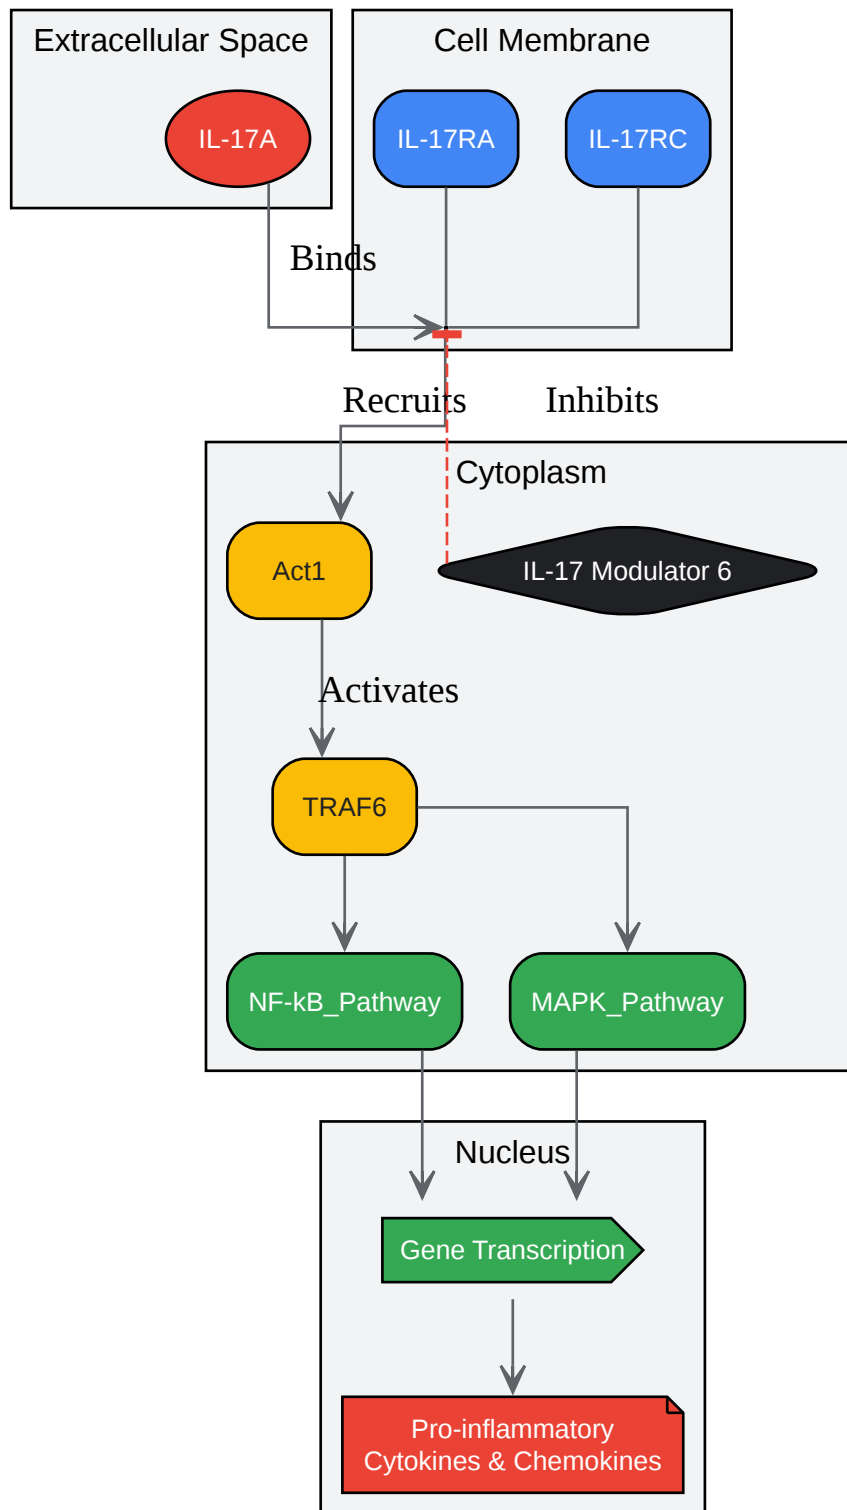 Extracellular Space
Cell Membrane
IL-17A
IL-17RA
IL-17RC
Binds
Recruits
Inhibits
Cytoplasm
Act1
IL-17 Modulator 6
Activates
TRAF6
NF-kB_Pathway
MAPK_Pathway
Nucleus
Gene Transcription
Pro-inflammatory
Cytokines & Chemokines